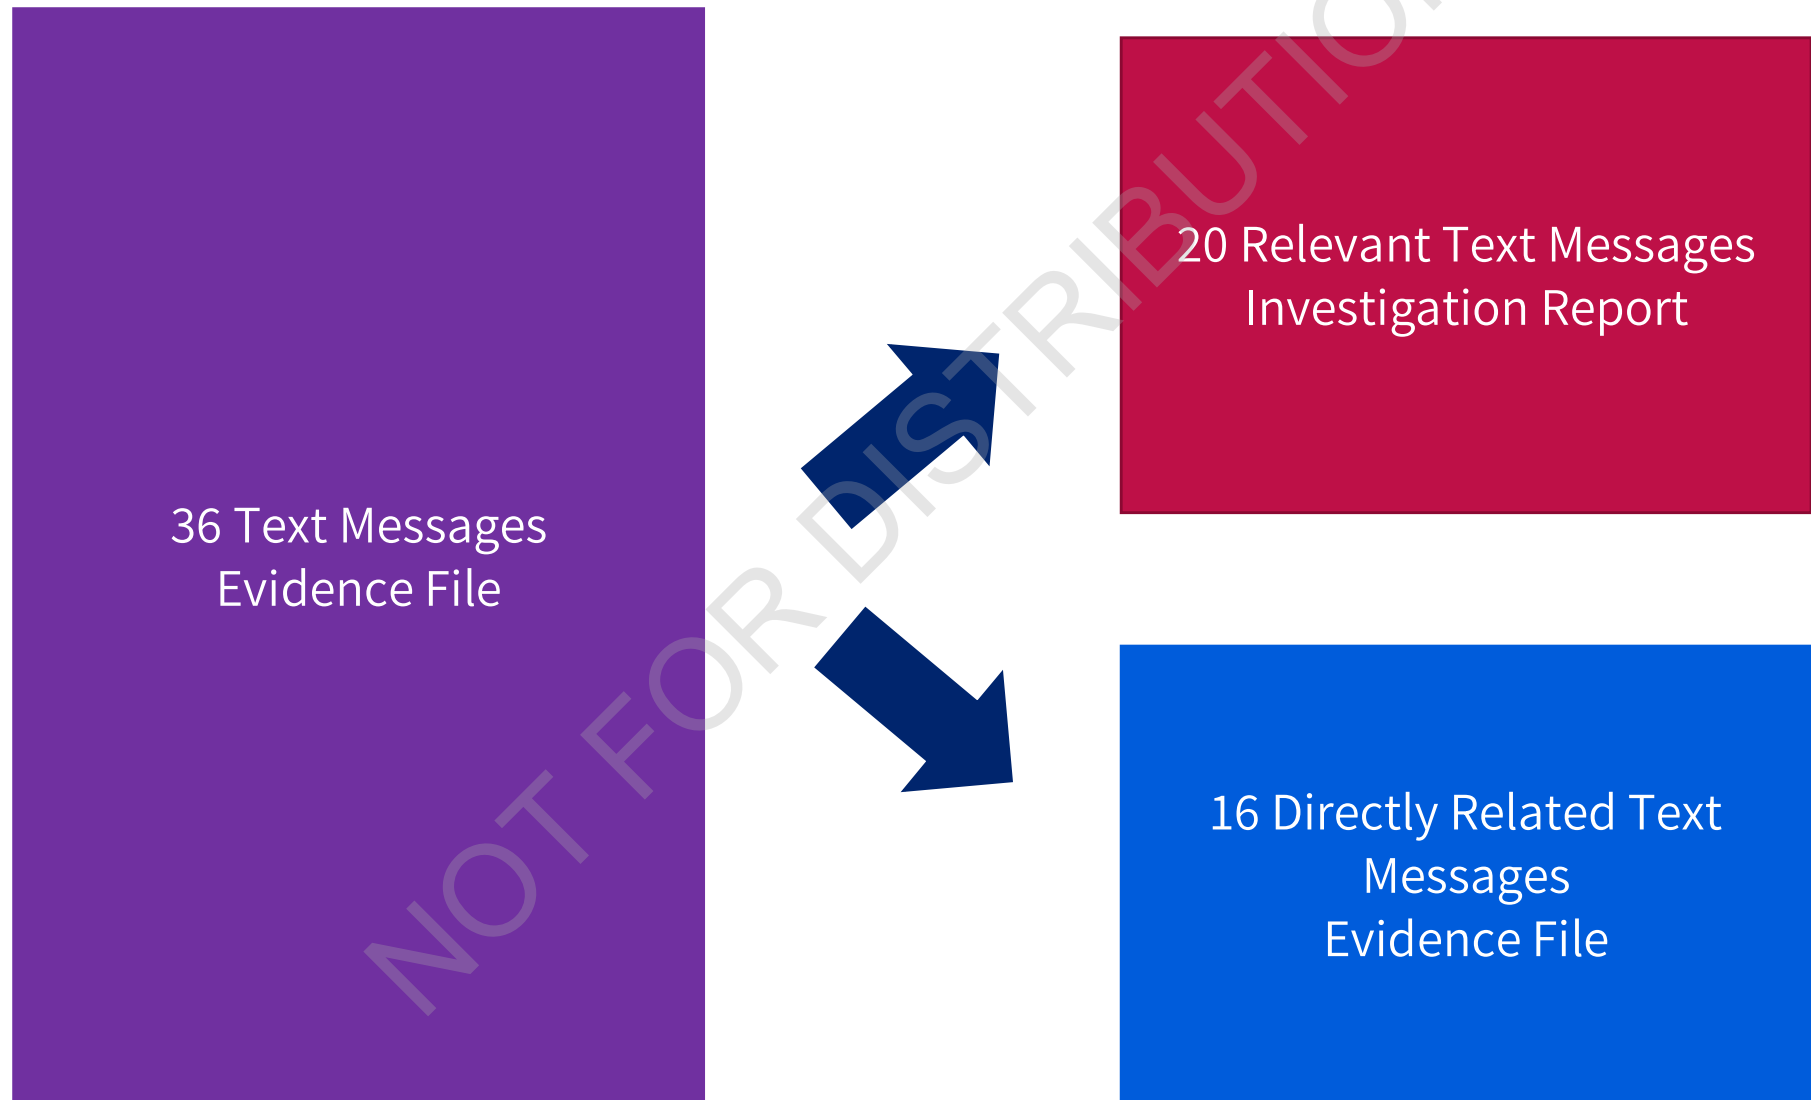 36 Text Messages
Evidence File
20 Relevant Text Messages
Investigation Report
16 Directly Related Text
Messages
Evidence File
NOT FOR DISTRIBUTION